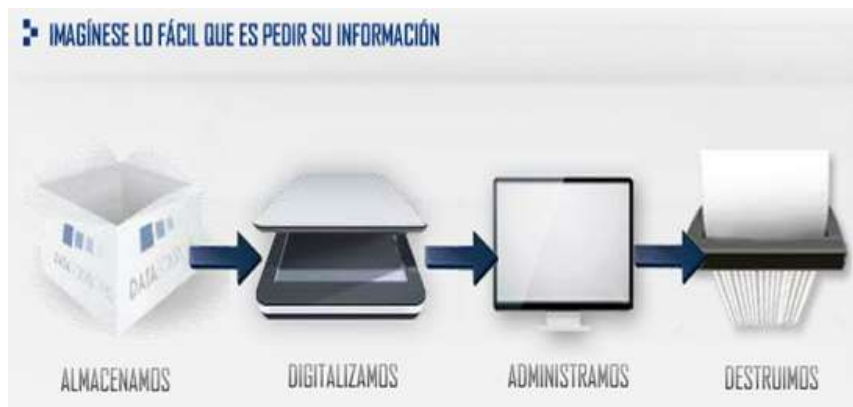 IMAGÍNESE LO FÁCIL QUE ES PEDIR SU INFORMACIÓN
ALMACENAMOS
DIGITALIZAMOS
ADMINISTRAMOS
DESTRUIMOS